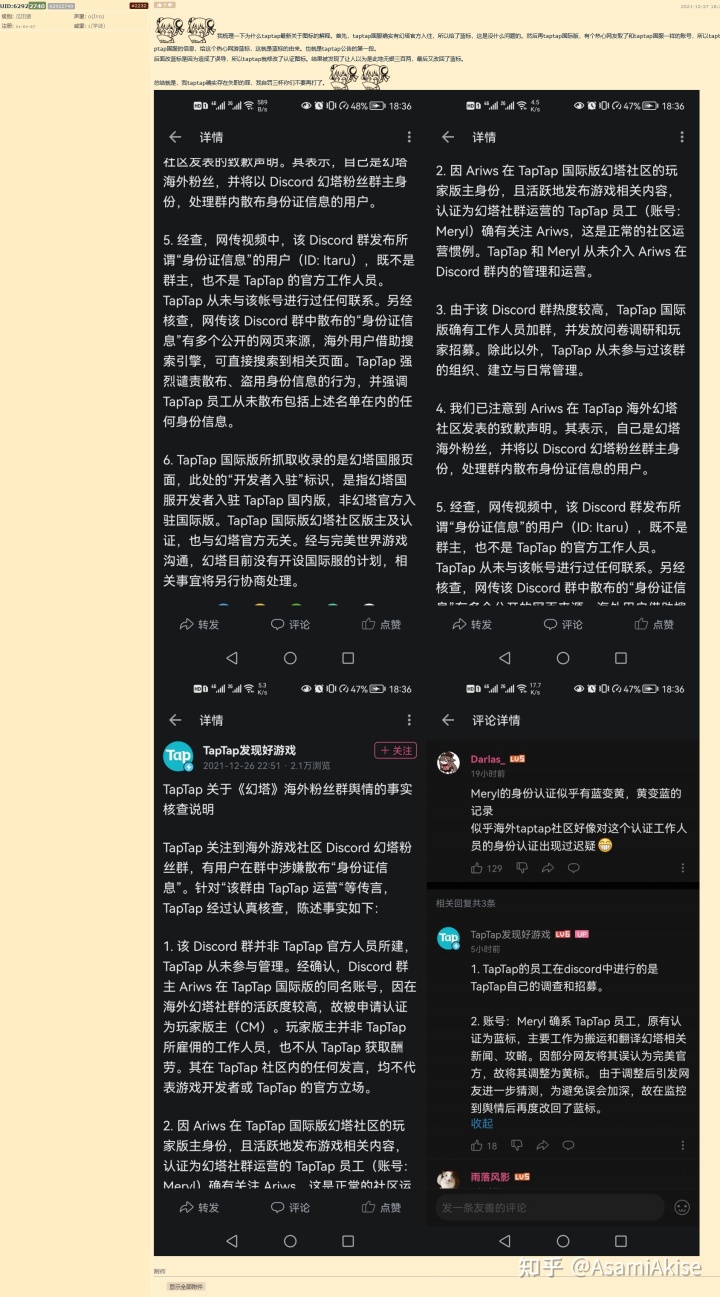 UID:62922740
2021-12-27 18:
级别:
声望: 0(lv0)
注册:
威望:
#2232
我梳理一下为什么taptap最新关于图标的解释。首先，taptap国服确实有幻塔官方入住，所以给了蓝标，这是没什么问题的。然后再taptap国际版，有个热心网友取了和taptap国服一样的账号，所以tap
ptap国服的信息，给这个热心网游蓝标，这就是蓝标的由来。也就是taptap公告的第一段。
后面改蓝标是因为造成了误导，所以taptap就修改了认证图标。结果被发现了让人以为是此地无银三百两，最后又改回了蓝标。
总结就是，我taptap确实存在失职的罪，我自罚三杯你们不要再打了。
589 B/s
48%
18:36
详情
社区发表的致歉声明。其表示，自己是幻塔
海外粉丝，并将以 Discord 幻塔粉丝群主身
份，处理群内散布身份证信息的用户。
5. 经查，网传视频中，该 Discord 群发布所
谓“身份证信息”的用户（ID: Itaru），既不是
群主，也不是 TapTap 的官方工作人员。
TapTap 从未与该帐号进行过任何联系。另经
核查，网传该 Discord 群中散布的“身份证信
息”有多个公开的网页来源，海外用户借助搜
索引擎，可直接搜索到相关页面。TapTap 强
烈谴责散布、盗用身份信息的行为，并强调
TapTap 员工从未散布包括上述名单在内的任
何身份信息。
6. TapTap 国际版所抓取收录的是幻塔国服页
面，此处的“开发者入驻”标识，是指幻塔国
服开发者入驻 TapTap 国内版，非幻塔官方入
驻国际版。TapTap 国际版幻塔社区版主及认
证，也与幻塔官方无关。经与完美世界游戏
沟通，幻塔目前没有开设国际服的计划，相
关事宜将另行协商处理。
转发
评论
点赞
4.5 K/s
47%
18:36
详情
2. 因 Ariws 在 TapTap 国际版幻塔社区的玩
家版主身份，且活跃地发布游戏相关内容，
认证为幻塔社群运营的 TapTap 员工（账号：
Meryl）确有关注 Ariws，这是正常的社区运
营惯例。TapTap 和 Meryl 从未介入 Ariws 在
Discord 群内的管理和运营。
3. 由于该 Discord 群热度较高，TapTap 国际
版确有工作人员加群，并发放问卷调研和玩
家招募。除此以外，TapTap 从未参与过该群
的组织、建立与日常管理。
4. 我们已注意到 Ariws 在 TapTap 海外幻塔
社区发表的致歉声明。其表示，自己是幻塔
海外粉丝，并将以 Discord 幻塔粉丝群主身
份，处理群内散布身份证信息的用户。
5. 经查，网传视频中，该 Discord 群发布所
谓“身份证信息”的用户（ID: Itaru），既不是
群主，也不是 TapTap 的官方工作人员。
TapTap 从未与该帐号进行过任何联系。另经
核查，网传该 Discord 群中散布的“身份证信
息”有多个公开的网页来源，海外用户借助搜
转发
评论
点赞
5.3 K/s
47%
18:36
详情
Tap
TapTap发现好游戏
＋关注
2021-12-26 22:51 · 2.1万浏览
TapTap 关于《幻塔》海外粉丝群舆情的事实
核查说明
TapTap 关注到海外游戏社区 Discord 幻塔粉
丝群，有用户在群中涉嫌散布“身份证信
息”。针对“该群由 TapTap 运营“等传言，
TapTap 经过认真核查，陈述事实如下：
1. 该 Discord 群并非 TapTap 官方人员所建，
TapTap 从未参与管理。经确认，Discord 群
主 Ariws 在 TapTap 国际版的同名账号，因在
海外幻塔社群的活跃度较高，故被申请认证
为玩家版主（CM）。玩家版主并非 TapTap
所雇佣的工作人员，也不从 TapTap 获取酬
劳。其在 TapTap 社区内的任何发言，均不代
表游戏开发者或 TapTap 的官方立场。
2. 因 Ariws 在 TapTap 国际版幻塔社区的玩
家版主身份，且活跃地发布游戏相关内容，
认证为幻塔社群运营的 TapTap 员工（账号：
Meryl）确有关注 Ariws，这是正常的社区运
转发
评论
点赞
17.7 K/s
47%
18:36
评论详情
Darlas_ LV5
19小时前
Meryl的身份认证似乎有蓝变黄，黄变蓝的
记录
似乎海外taptap社区好像对这个认证工作人
员的身份认证出现过迟疑
129
相关回复共3条
Tap
TapTap发现好游戏 LV5 UP
5小时前
1. TapTap的员工在discord中进行的是
TapTap自己的调查和招募。
2. 账号：Meryl 确系 TapTap 员工，原有认
证为蓝标，主要工作为搬运和翻译幻塔相关
新闻、攻略。因部分网友将其误认为完美官
方，故将其调整为黄标。 由于调整后引发网
友进一步猜测，为避免误会加深，故在监控
到舆情后再度改回了蓝标。
收起
18
雨落风影 LV5
发一条友善的评论
知乎 @AsamiAkise
附件
显示全部附件